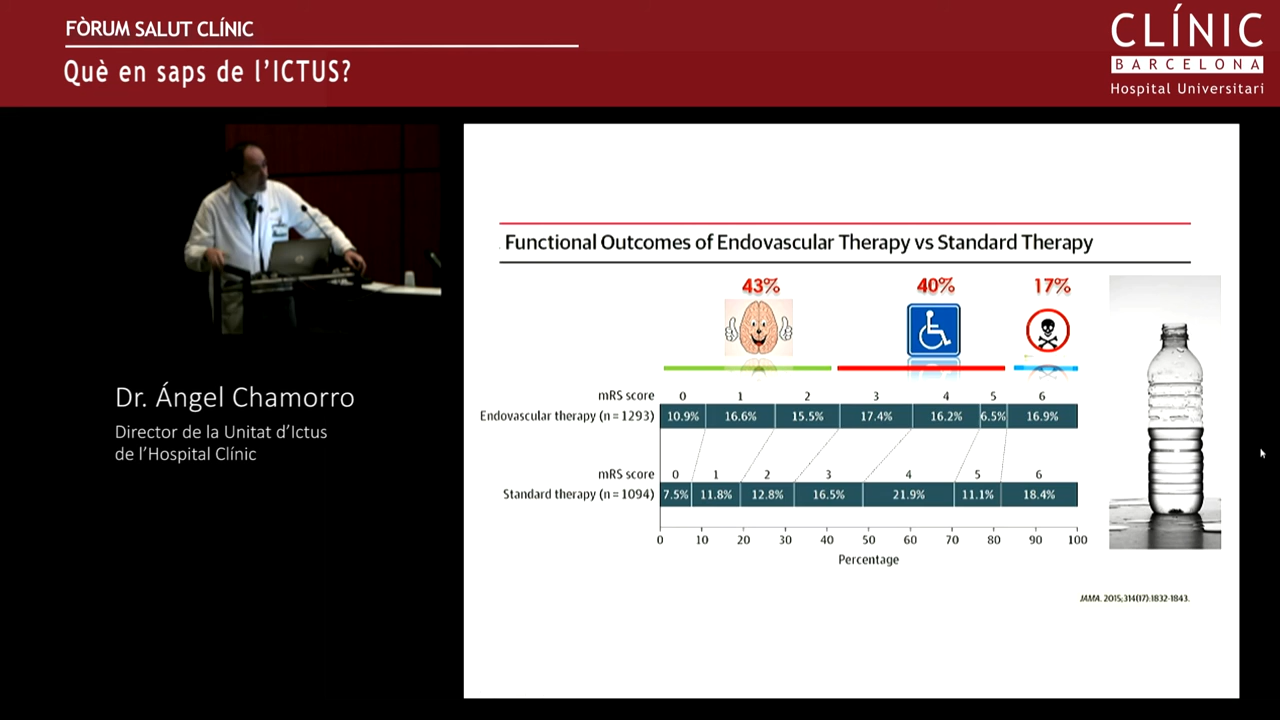 FÒRUM SALUT CLÍNIC
Què en saps de l'ICTUS?
CLÍNIC
BARCELONA
Hospital Universitari
Dr. Ángel Chamorro
Director de la Unitat d'Ictus
de l'Hospital Clínic
Functional Outcomes of Endovascular Therapy vs Standard Therapy
43% 40% 17%
mRS score 0 1 2 3 4 5 6
Endovascular therapy (n = 1293) 10.9% 16.6% 15.5% 17.4% 16.2% 6.5% 16.9%
mRS score 0 1 2 3 4 5 6
Standard therapy (n = 1094) 7.5% 11.8% 12.8% 16.5% 21.9% 11.1% 18.4%
0 10 20 30 40 50 60 70 80 90 100
Percentage
JAMA. 2015;314(17):1832-1843.